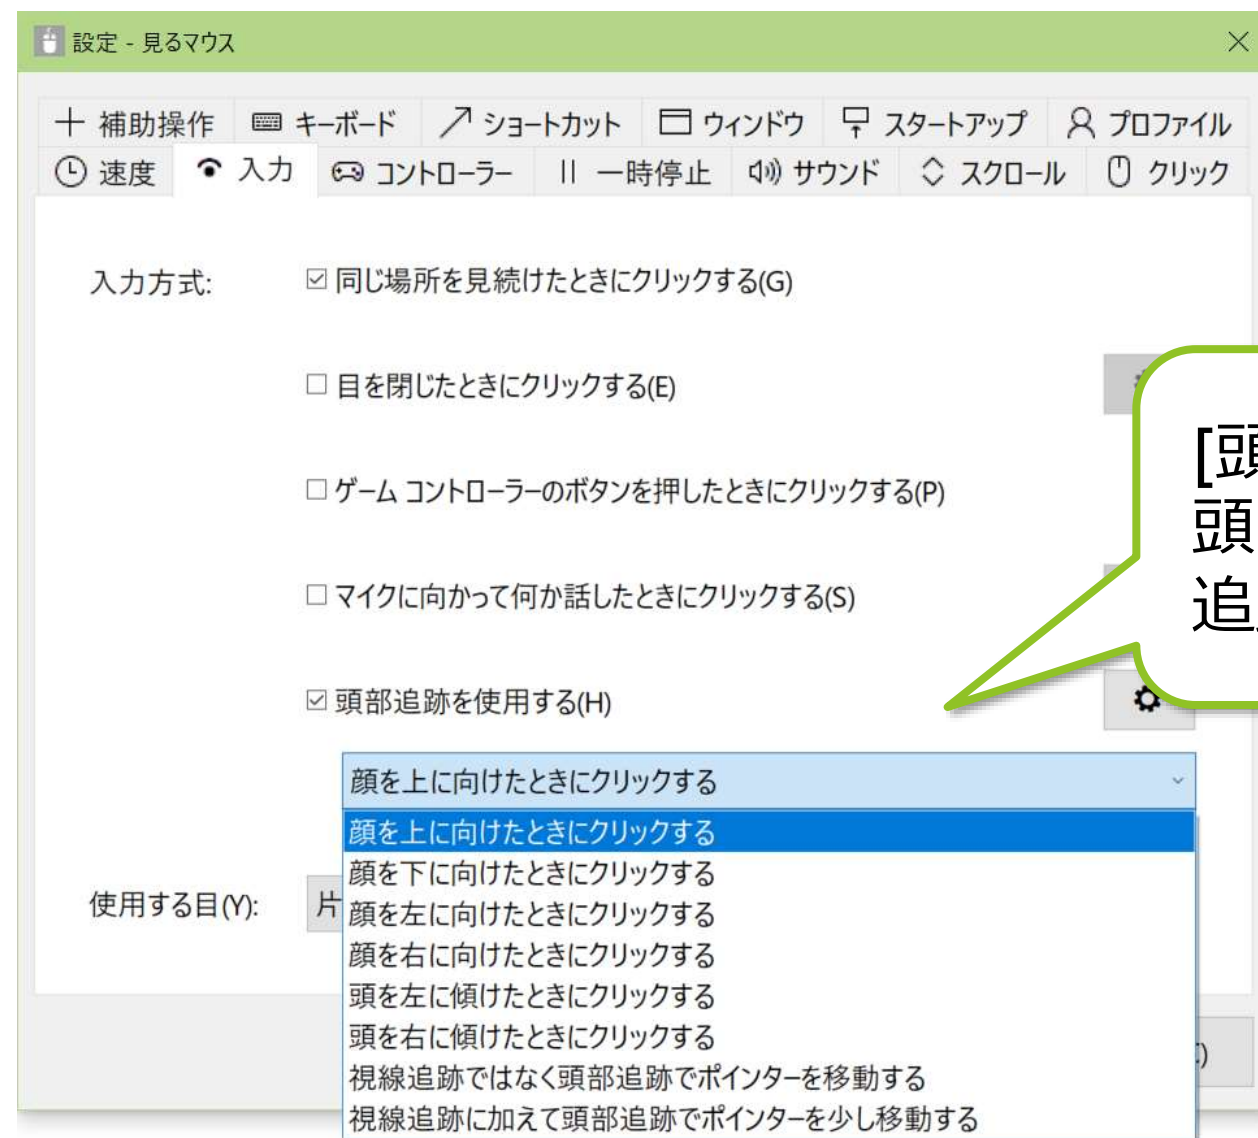 設定 - 見るマウス
補助操作 キーボード ショートカット ウィンドウ スタートアップ プロファイル
速度 入力 コントローラー 一時停止 サウンド スクロール クリック
入力方式: 同じ場所を見続けたときにクリックする(G)
目を閉じたときにクリックする(E)
ゲーム コントローラーのボタンを押したときにクリックする(P)
[頭
頭
マイクに向かって何か話したときにクリックする(S)
追
頭部追跡を使用する(H)
顔を上に向けたときにクリックする
顔を上に向けたときにクリックする
顔を下に向けたときにクリックする
使用する目(Y): 片
顔を左に向けたときにクリックする
顔を右に向けたときにクリックする
頭を左に傾けたときにクリックする
頭を右に傾けたときにクリックする
視線追跡ではなく頭部追跡でポインターを移動する
視線追跡に加えて頭部追跡でポインターを少し移動する